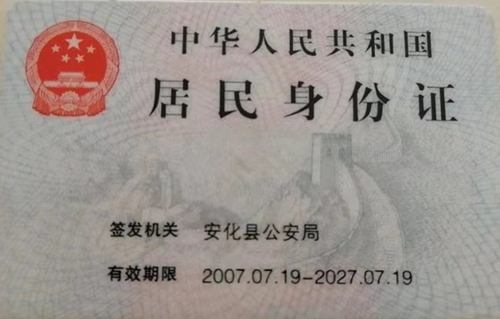 中华人民共和国
居民身份证
签发机关 安化县公安局
有效期限 2007.07.19-2027.07.19